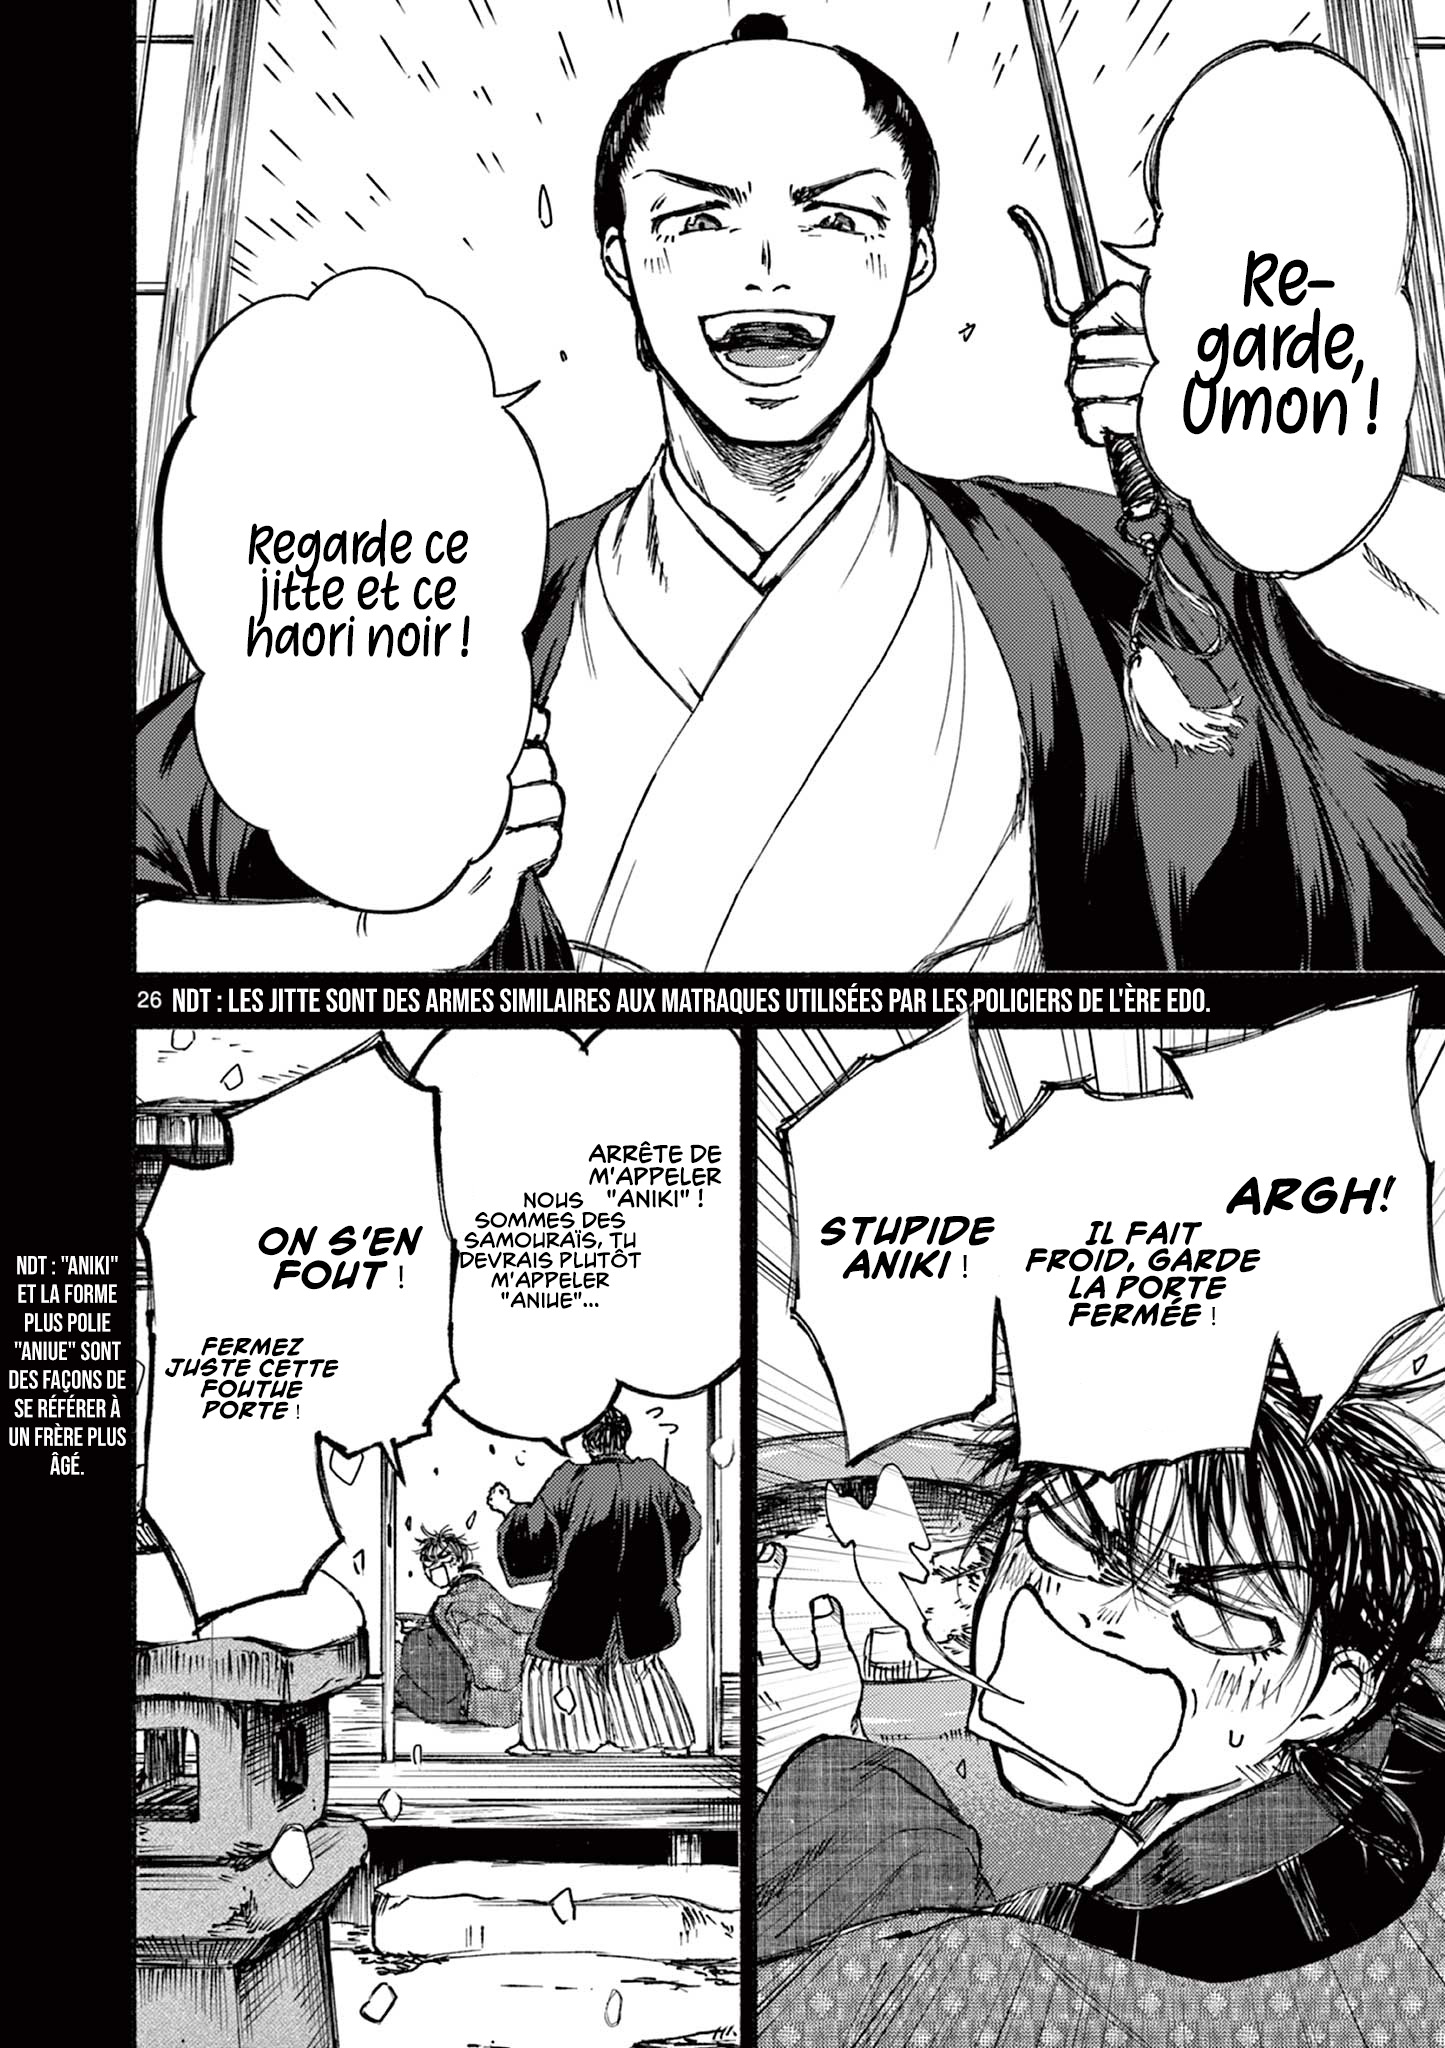 Re-
garde,
Umon !
Regarde ce
jitte et ce
haori noir !
26 NDT : LES JITTE SONT DES ARMES SIMILAIRES AUX MATRAQUES UTILISÉES PAR LES POLICIERS DE L'ÈRE EDO.
ARGH!
IL FAIT
FROID, GARDE
LA PORTE
FERMÉE !
STUPIDE
ANIKI !
ARRÊTE DE
M'APPELER
"ANIKI" !
NOUS
SOMMES DES
SAMOURAÏS, TU
DEVRAIS PLUTÔT
M'APPELER
"ANIUE"...
ON S'EN
FOUT !
FERMEZ
JUSTE CETTE
FOUTUE
PORTE !
NDT : "ANIKI"
ET LA FORME
PLUS POLIE
"ANIUE" SONT
DES FAÇONS DE
SE RÉFÉRER À
UN FRÈRE PLUS
ÂGÉ.